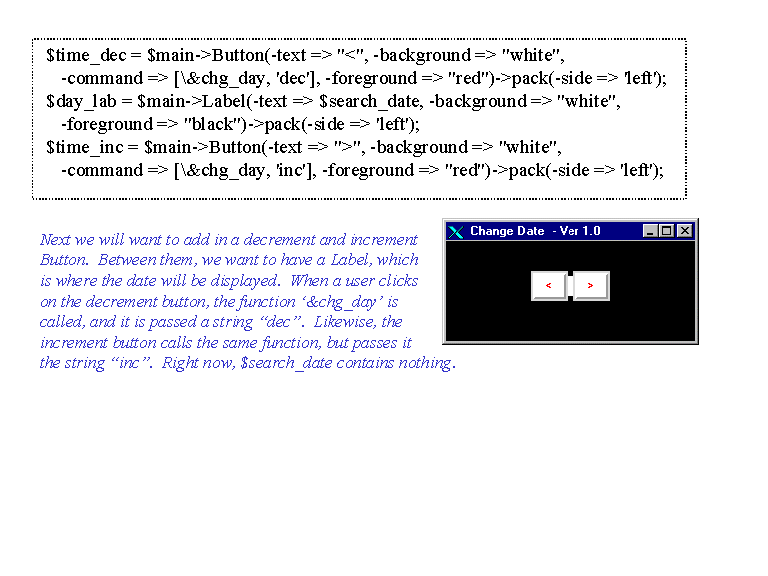 $time_dec = $main->Button(-text => "<", -background => "white",
-command => [\&chg_day, 'dec'], -foreground => "red")->pack(-side => 'left');
$day_lab = $main->Label(-text => $search_date, -background => "white",
-foreground => "black")->pack(-side => 'left');
$time_inc = $main->Button(-text => ">", -background => "white",
-command => [\&chg_day, 'inc'], -foreground => "red")->pack(-side => 'left');
Next we will want to add in a decrement and increment
Button.  Between them, we want to have a Label, which
is where the date will be displayed.  When a user clicks
on the decrement button, the function ‘&chg_day’ is
called, and it is passed a string “dec”.  Likewise, the
increment button calls the same function, but passes it
the string “inc”.  Right now, $search_date contains nothing.
Change Date  - Ver 1.0
< >